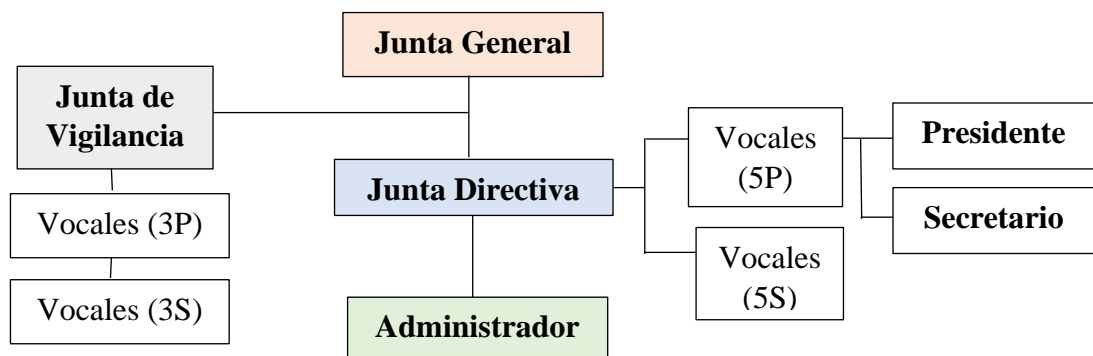 Junta General
Junta de
Vigilancia
Vocales (3P)
Vocales (3S)
Junta Directiva
Administrador
Vocales
(5P)
Vocales
(5S)
Presidente
Secretario